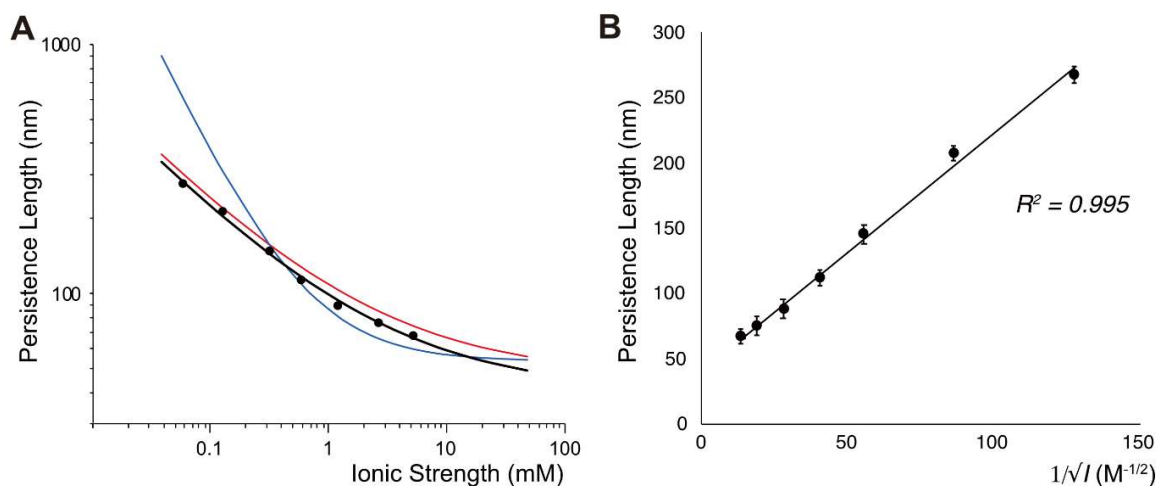 A
1000
100
Persistence Length (nm)
0.1
1
10
100
Ionic Strength (mM)
B
300
250
200
150
100
50
0
Persistence Length (nm)
R² = 0.995
0
50
100
150
1/√I (M⁻¹/²)